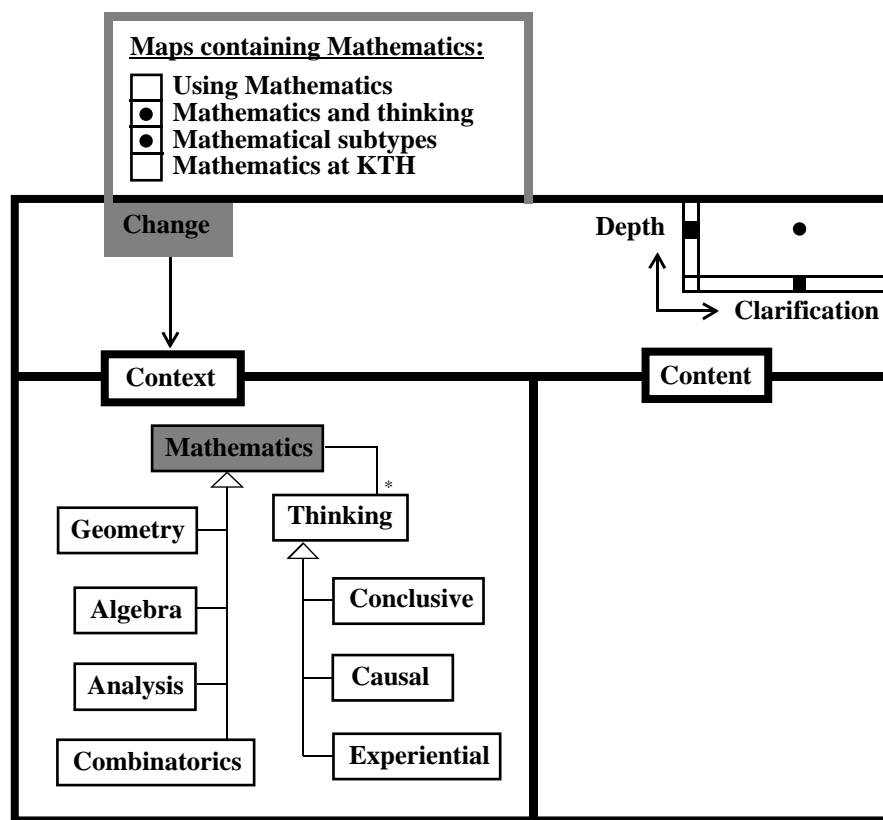 Maps containing Mathematics:
Using Mathematics
Mathematics and thinking
Mathematical subtypes
Mathematics at KTH
Change
Depth
Clarification
Context
Content
Mathematics
*
Thinking
Geometry
Conclusive
Algebra
Causal
Analysis
Experiential
Combinatorics